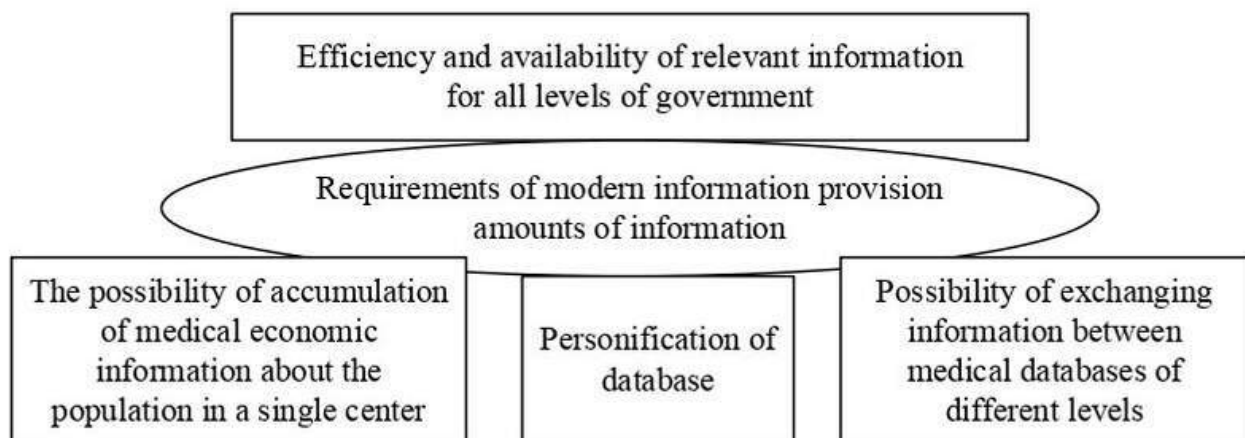 Efficiency and availability of relevant information
for all levels of government
Requirements of modern information provision
amounts of information
The possibility of accumulation
of medical economic
information about the
population in a single center
Personification of
database
Possibility of exchanging
information between
medical databases of
different levels